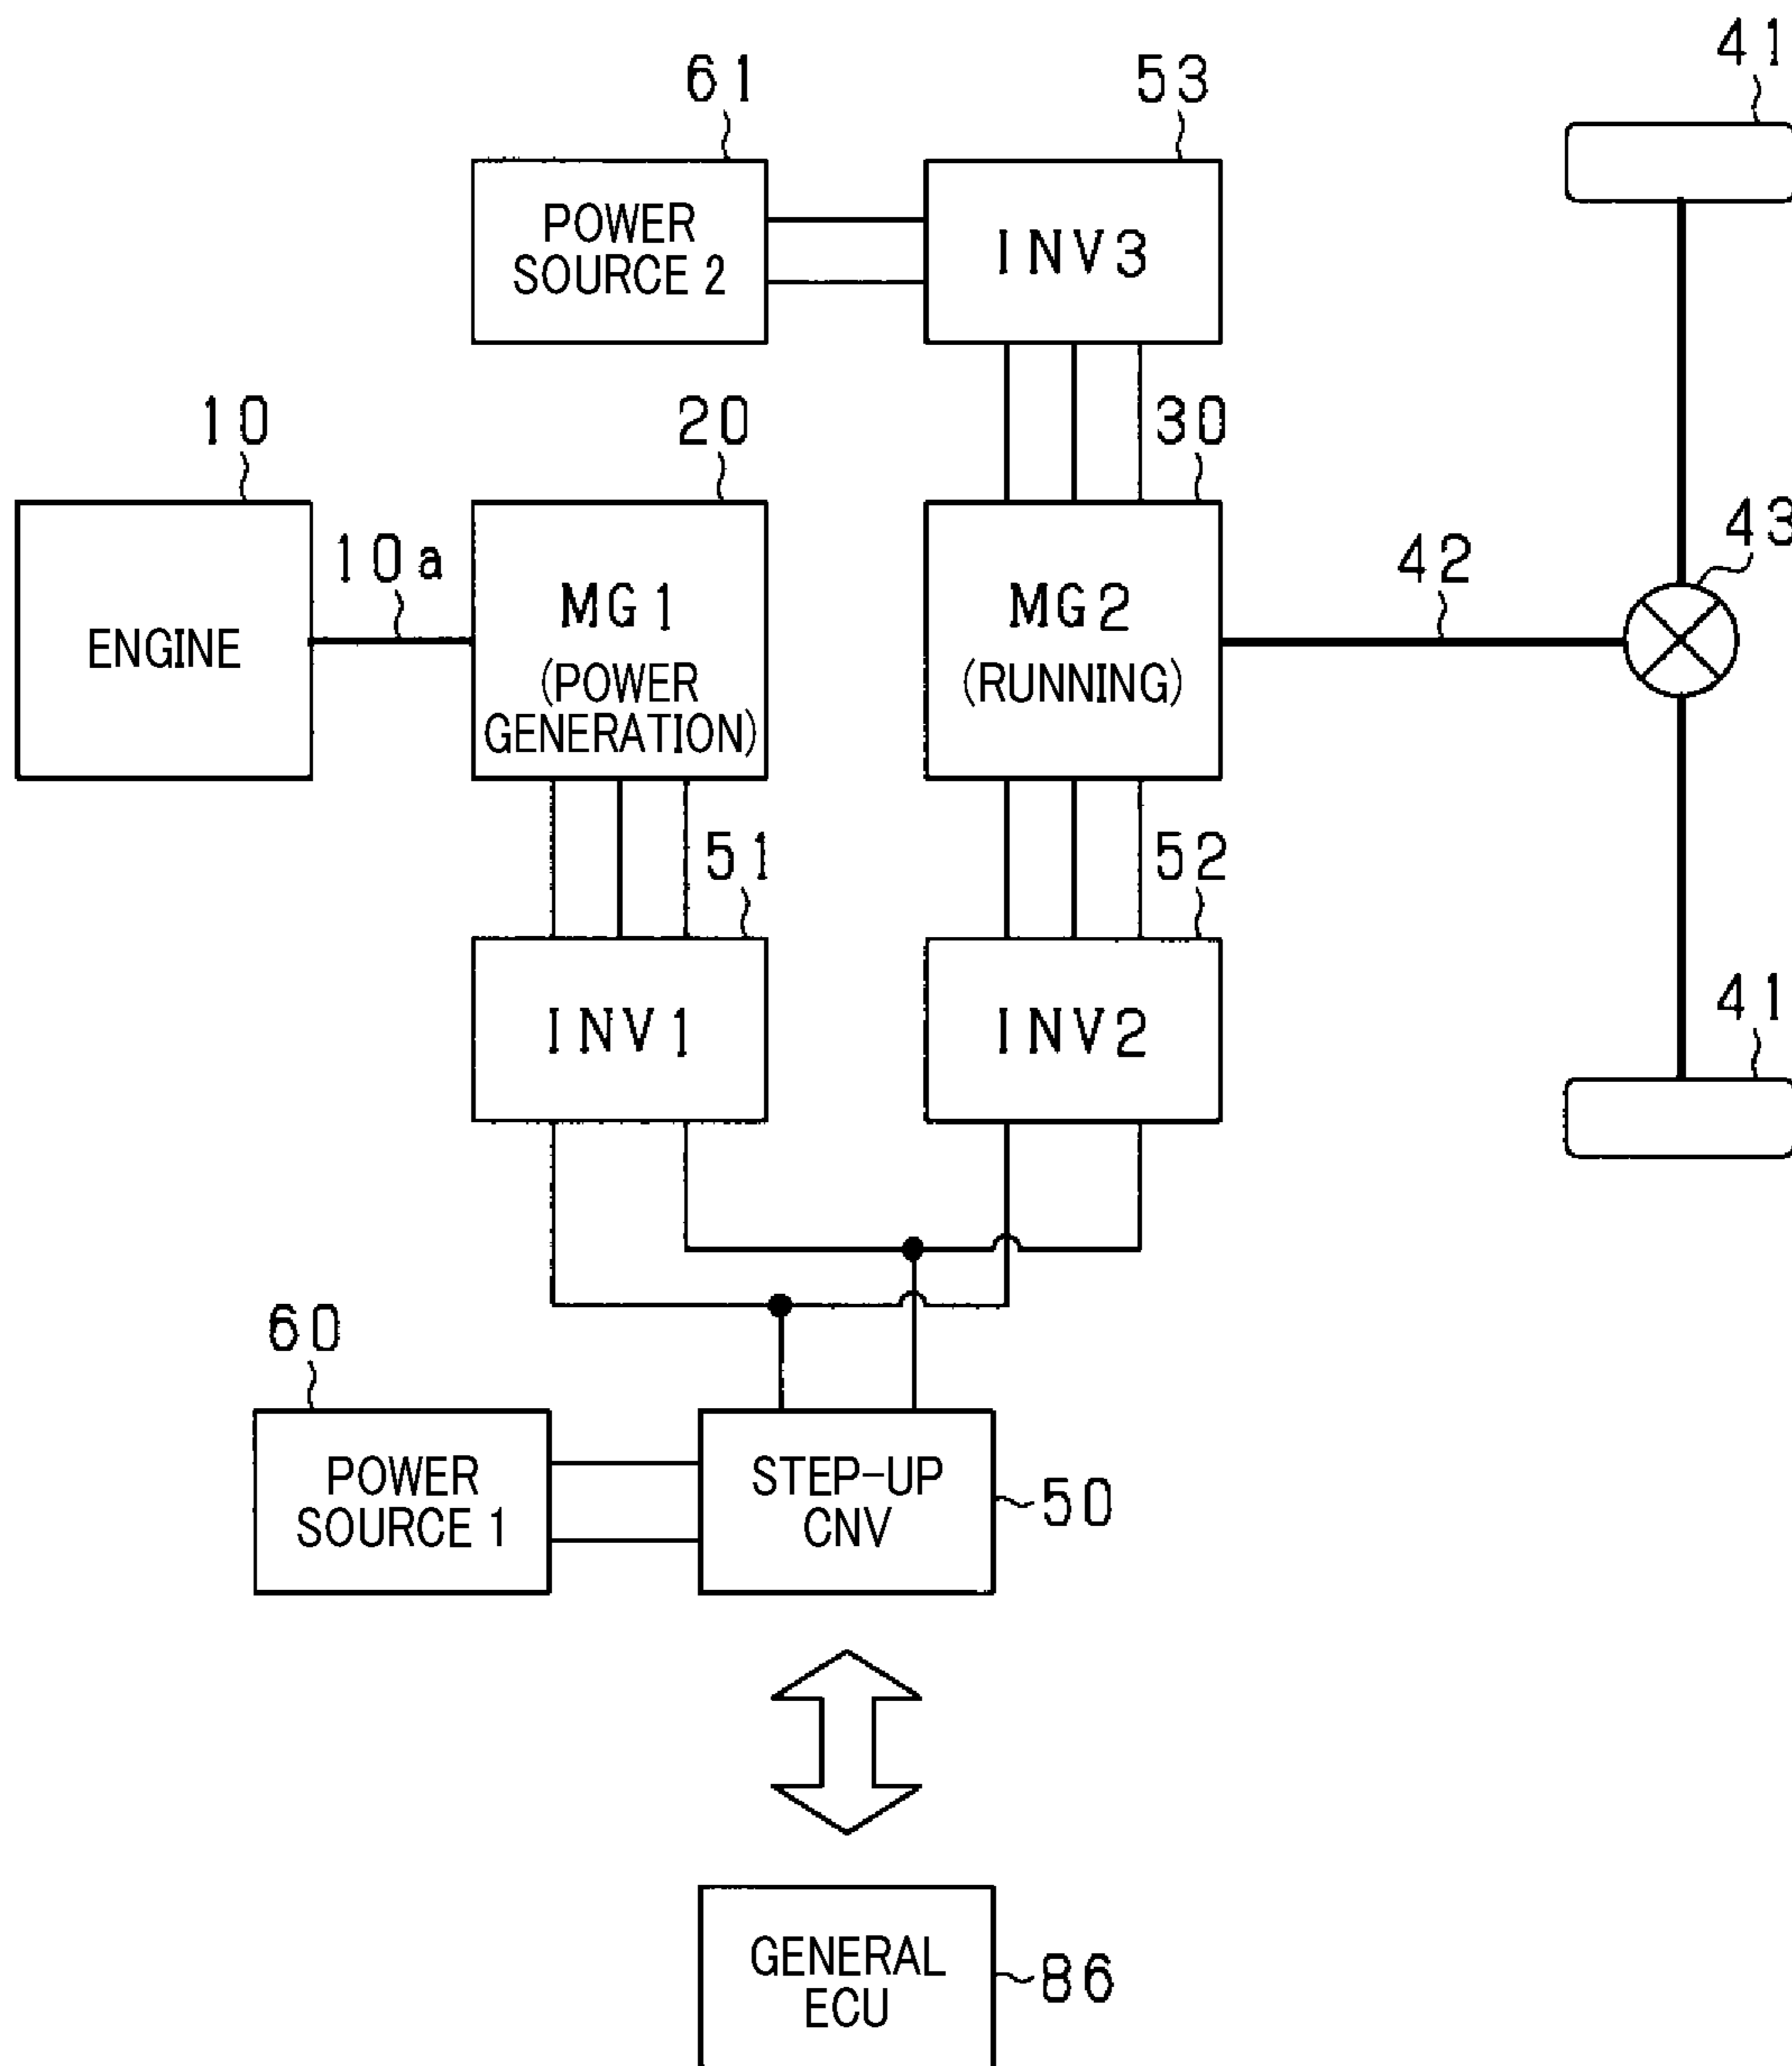 41
61
53
POWER
SOURCE 2
INV3
10
20
30
10a
42
43
ENGINE
MG1
(POWER
GENERATION)
MG2
(RUNNING)
51
52
INV1
INV2
41
60
POWER
SOURCE 1
STEP-UP
CNV
50
GENERAL
ECU
86